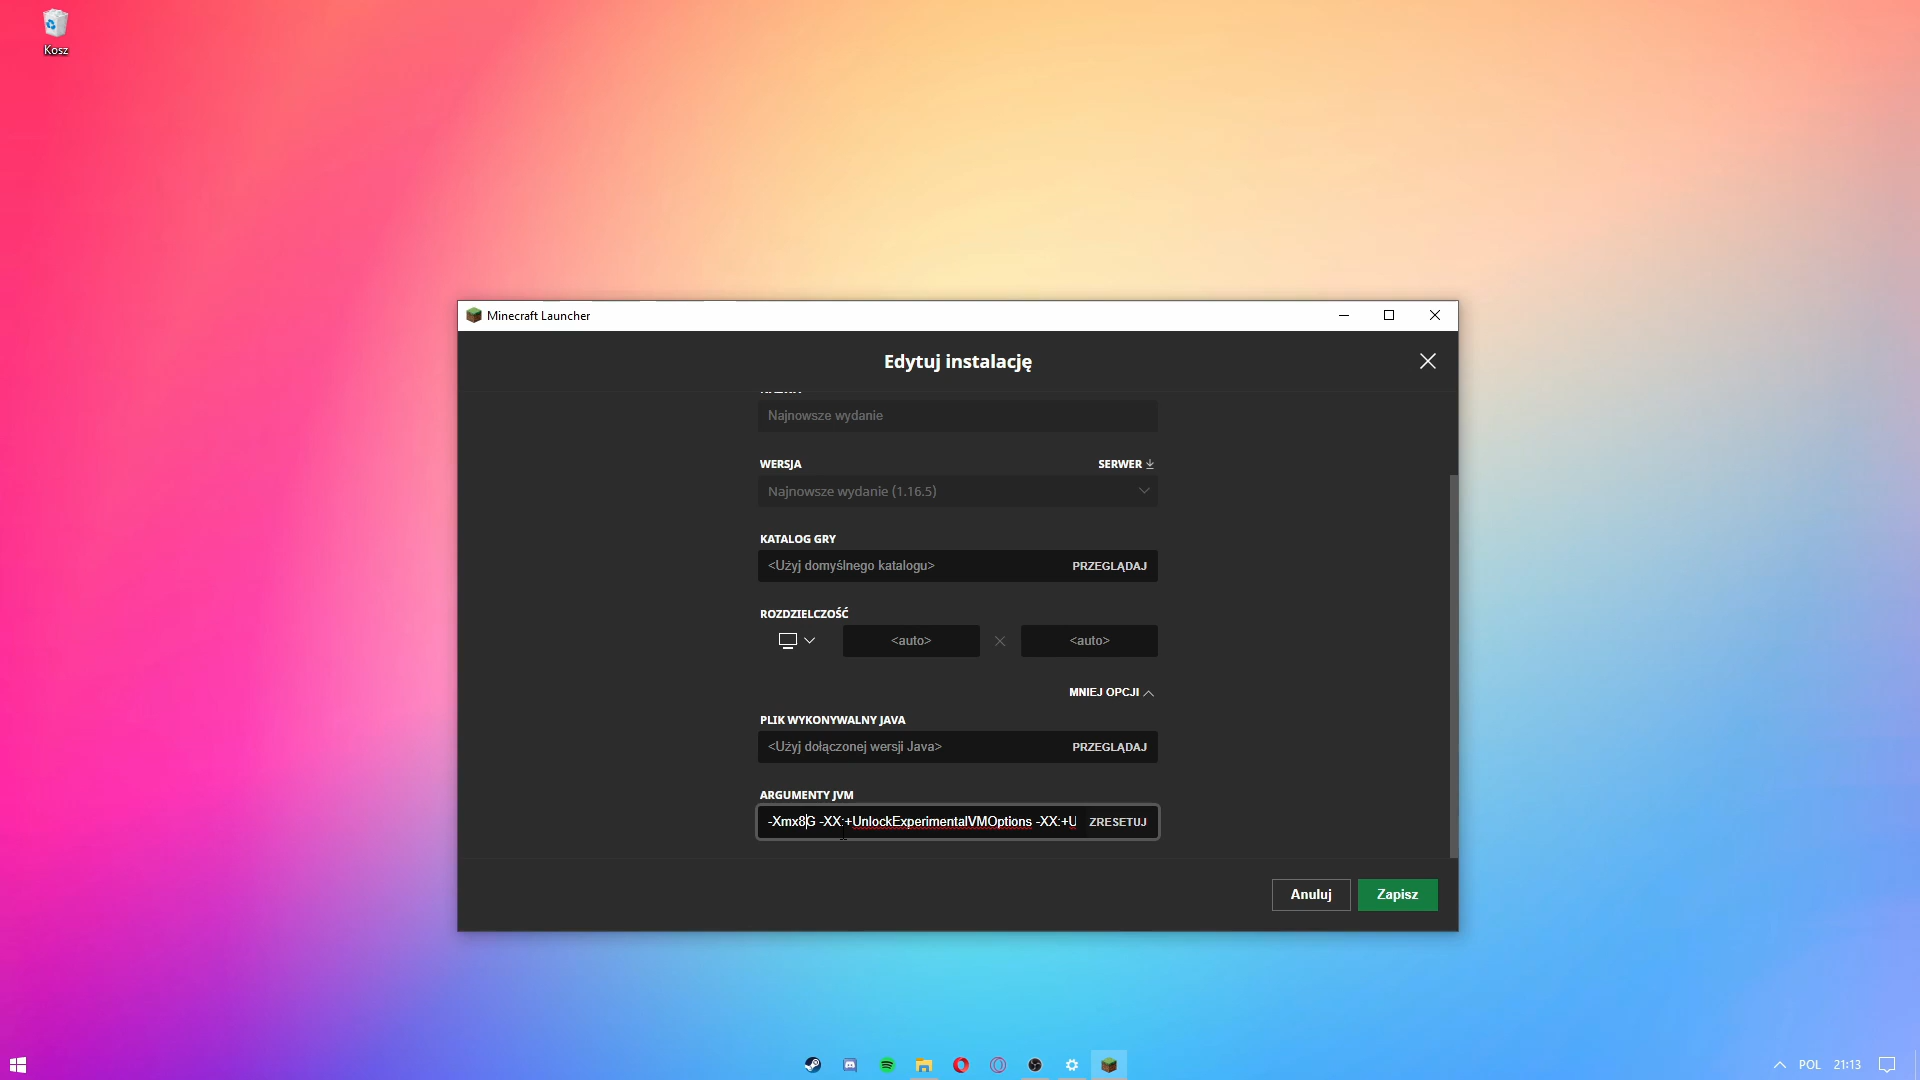 Kosz
Minecraft Launcher
Edytuj instalację
Najnowsze wydanie
WERSJA
SERWER
Najnowsze wydanie (1.16.5)
KATALOG GRY
<Użyj domyślnego katalogu>
PRZEGLĄDAJ
ROZDZIELCZOŚĆ
<auto>
<auto>
MNIEJ OPCJI
PLIK WYKONYWALNY JAVA
<Użyj dołączonej wersji Java>
PRZEGLĄDAJ
ARGUMENTY JVM
-Xmx8G -XX:+UnlockExperimentalVMOptions -XX:+U
ZRESETUJ
Anuluj
Zapisz
POL
21:13